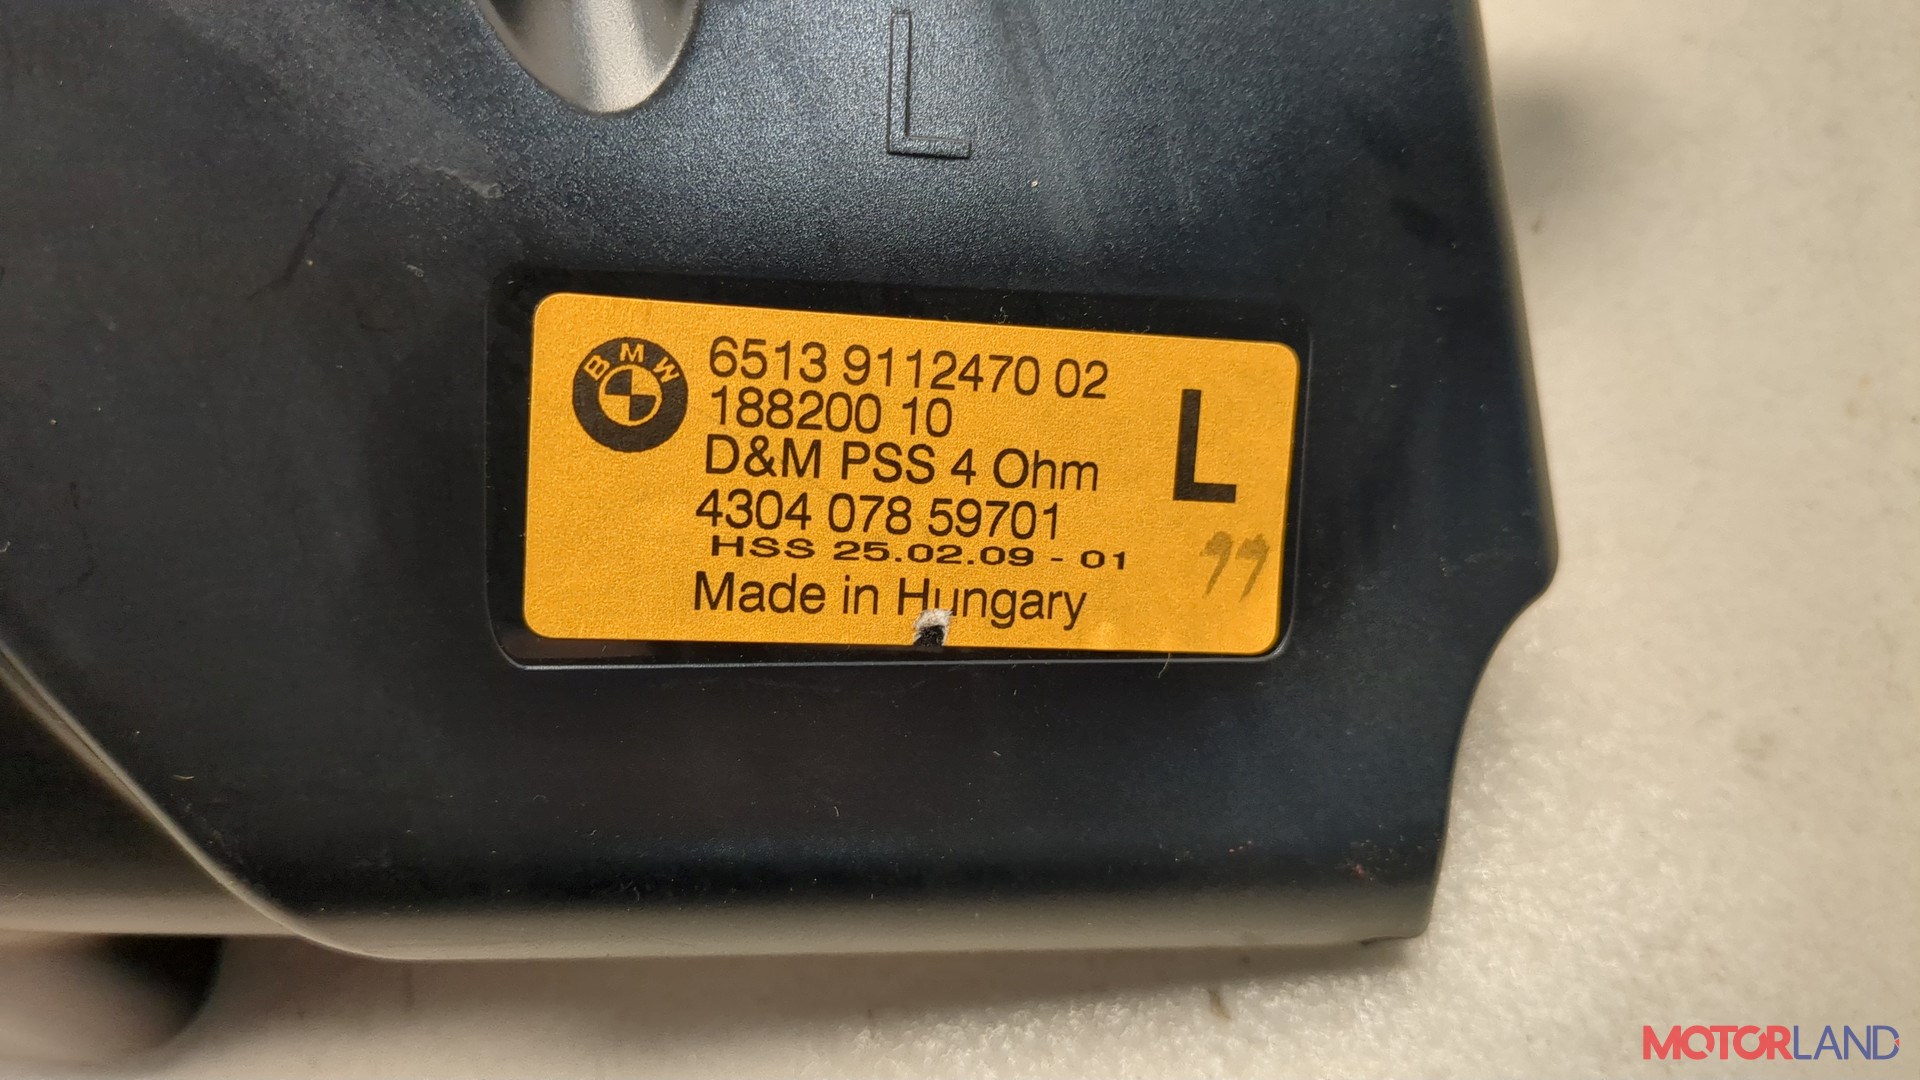 L
BMW
6513 9112470 02
188200 10
D&M PSS 4 Ohm
4304 078 59701
HSS 25.02.09 - 01
Made in Hungary
L
99
MOTORLAND